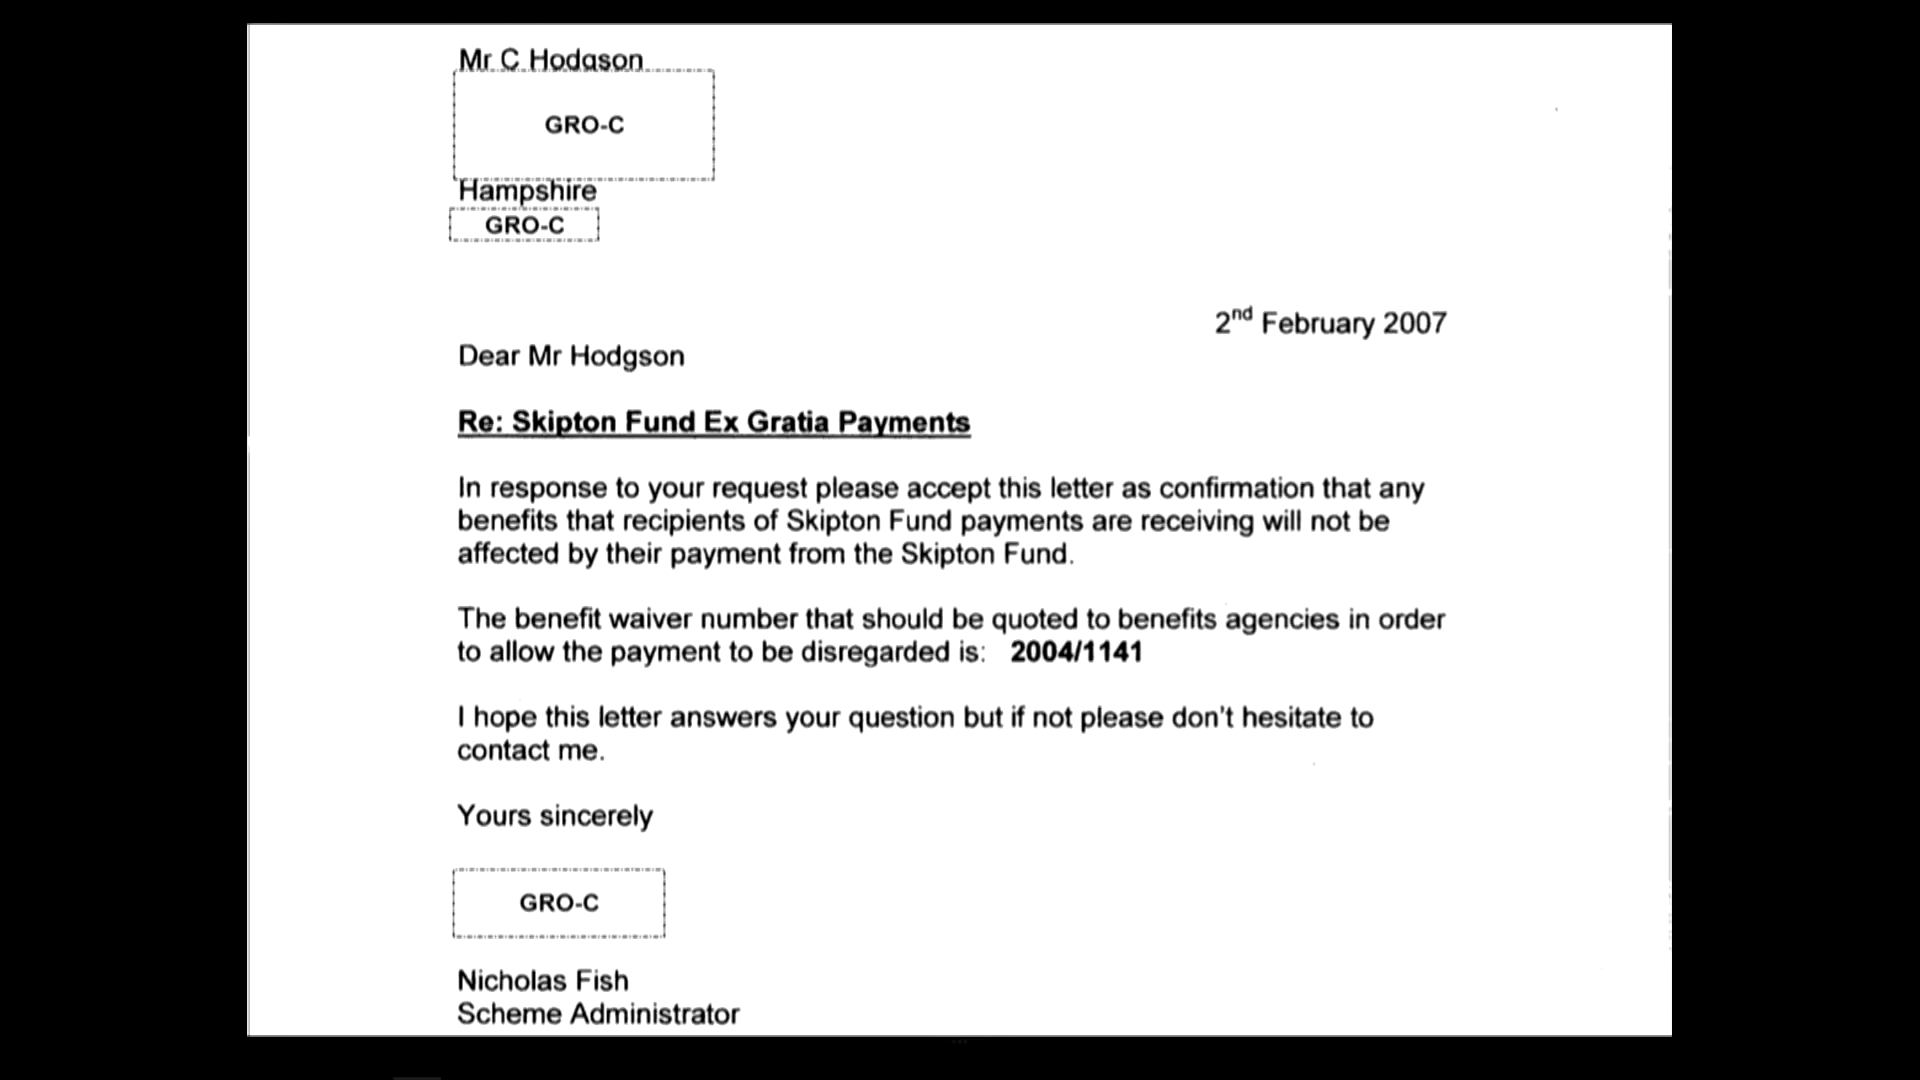 Mr C Hodgson
GRO-C
Hampshire
GRO-C
2nd February 2007
Dear Mr Hodgson
Re: Skipton Fund Ex Gratia Payments
In response to your request please accept this letter as confirmation that any
benefits that recipients of Skipton Fund payments are receiving will not be
affected by their payment from the Skipton Fund.
The benefit waiver number that should be quoted to benefits agencies in order
to allow the payment to be disregarded is: 2004/1141
I hope this letter answers your question but if not please don't hesitate to
contact me.
Yours sincerely
GRO-C
Nicholas Fish
Scheme Administrator